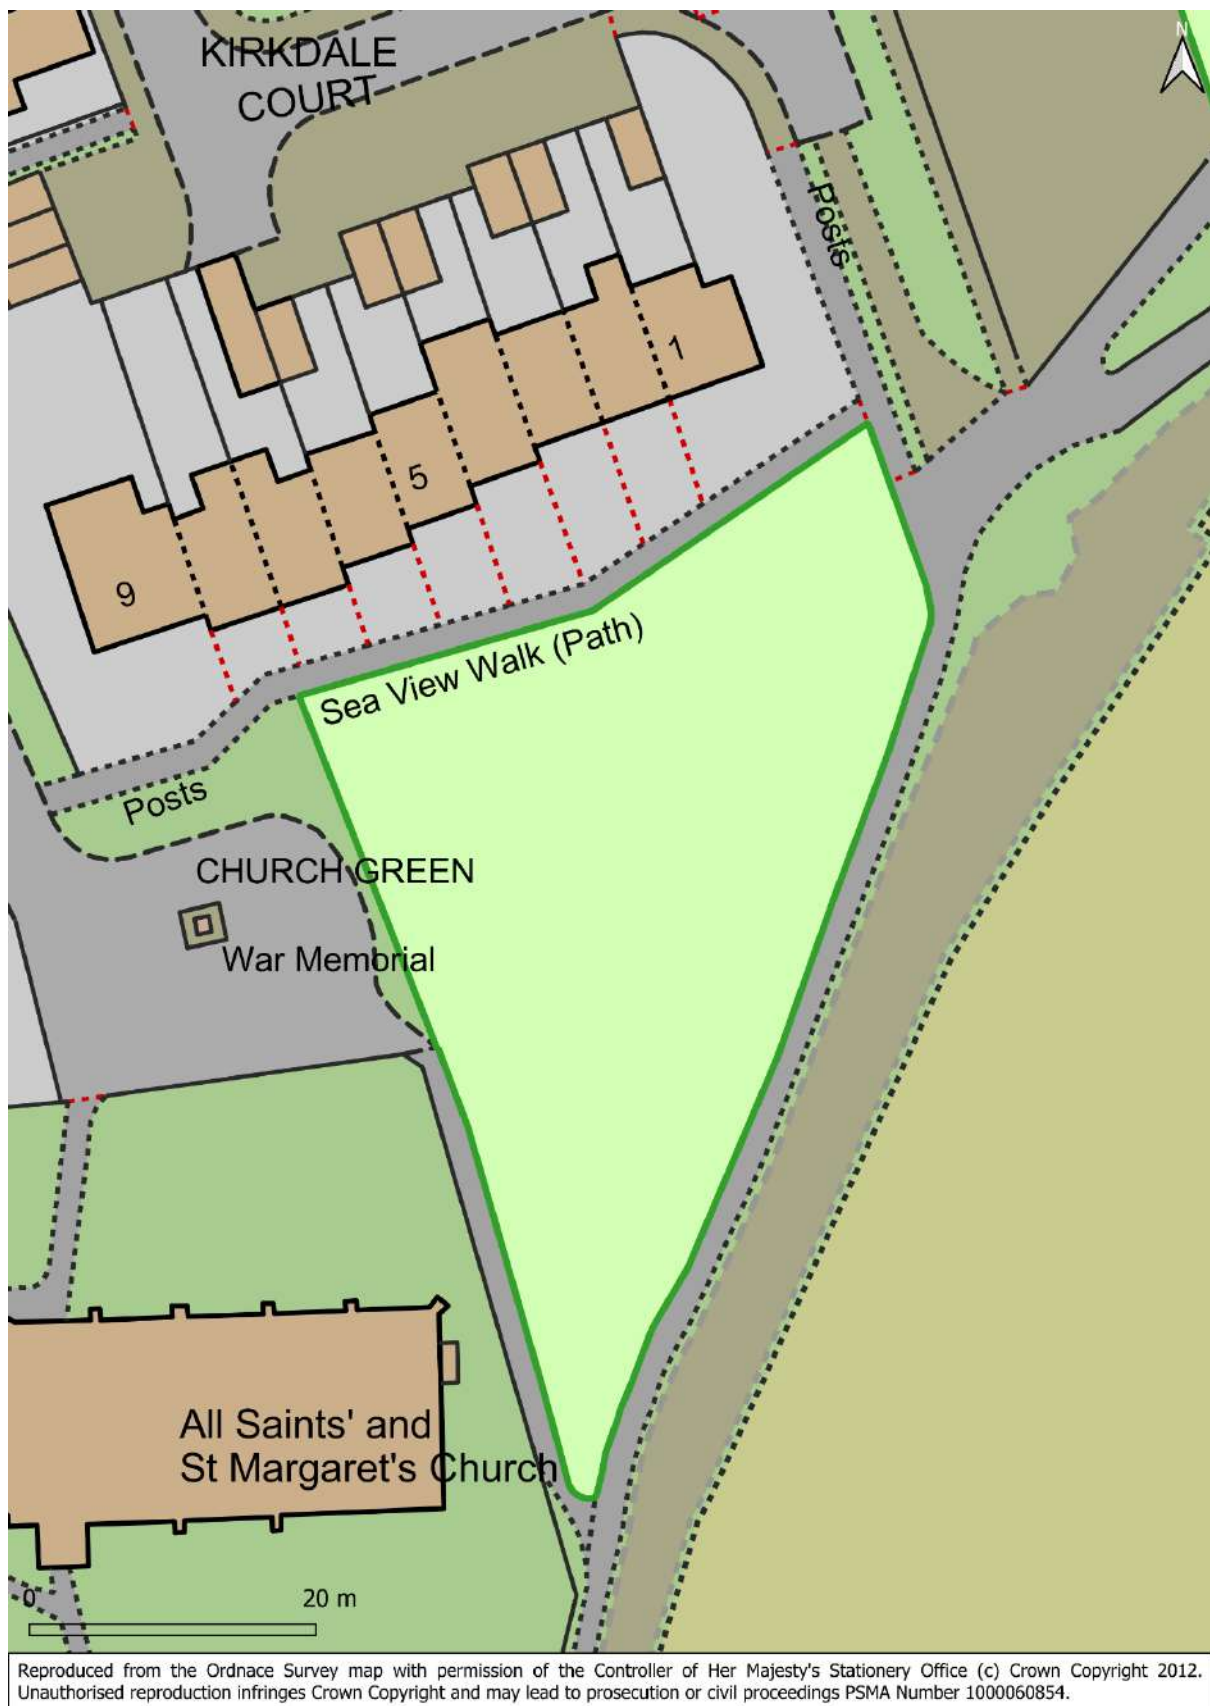 N
KIRKDALE
COURT
Posts
1
5
9
Sea View Walk (Path)
Posts
CHURCH GREEN
War Memorial
All Saints' and
St Margaret's Church
0 20 m
Reproduced from the Ordnace Survey map with permission of the Controller of Her Majesty's Stationery Office (c) Crown Copyright 2012.
Unauthorised reproduction infringes Crown Copyright and may lead to prosecution or civil proceedings PSMA Number 1000060854.